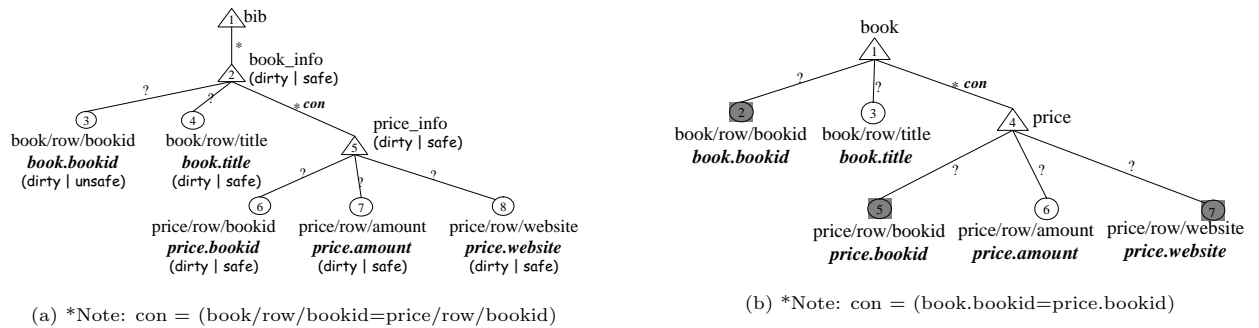 1 bib
*
book_info
2 (dirty | safe)
? ? * con
3 4
book/row/bookid book/row/title price_info
book.bookid book.title (dirty | safe)
(dirty | unsafe) (dirty | safe) 5
? ? ?
6 7 8
price/row/bookid price/row/amount price/row/website
price.bookid price.amount price.website
(dirty | safe) (dirty | safe) (dirty | safe)
(a) *Note: con = (book/row/bookid=price/row/bookid)
book
1
? ? * con
2 3
book/row/bookid book/row/title 4 price
book.bookid book.title
? ? ?
5 6 7
price/row/bookid price/row/amount price/row/website
price.bookid price.amount price.website
(b) *Note: con = (book.bookid=price.bookid)